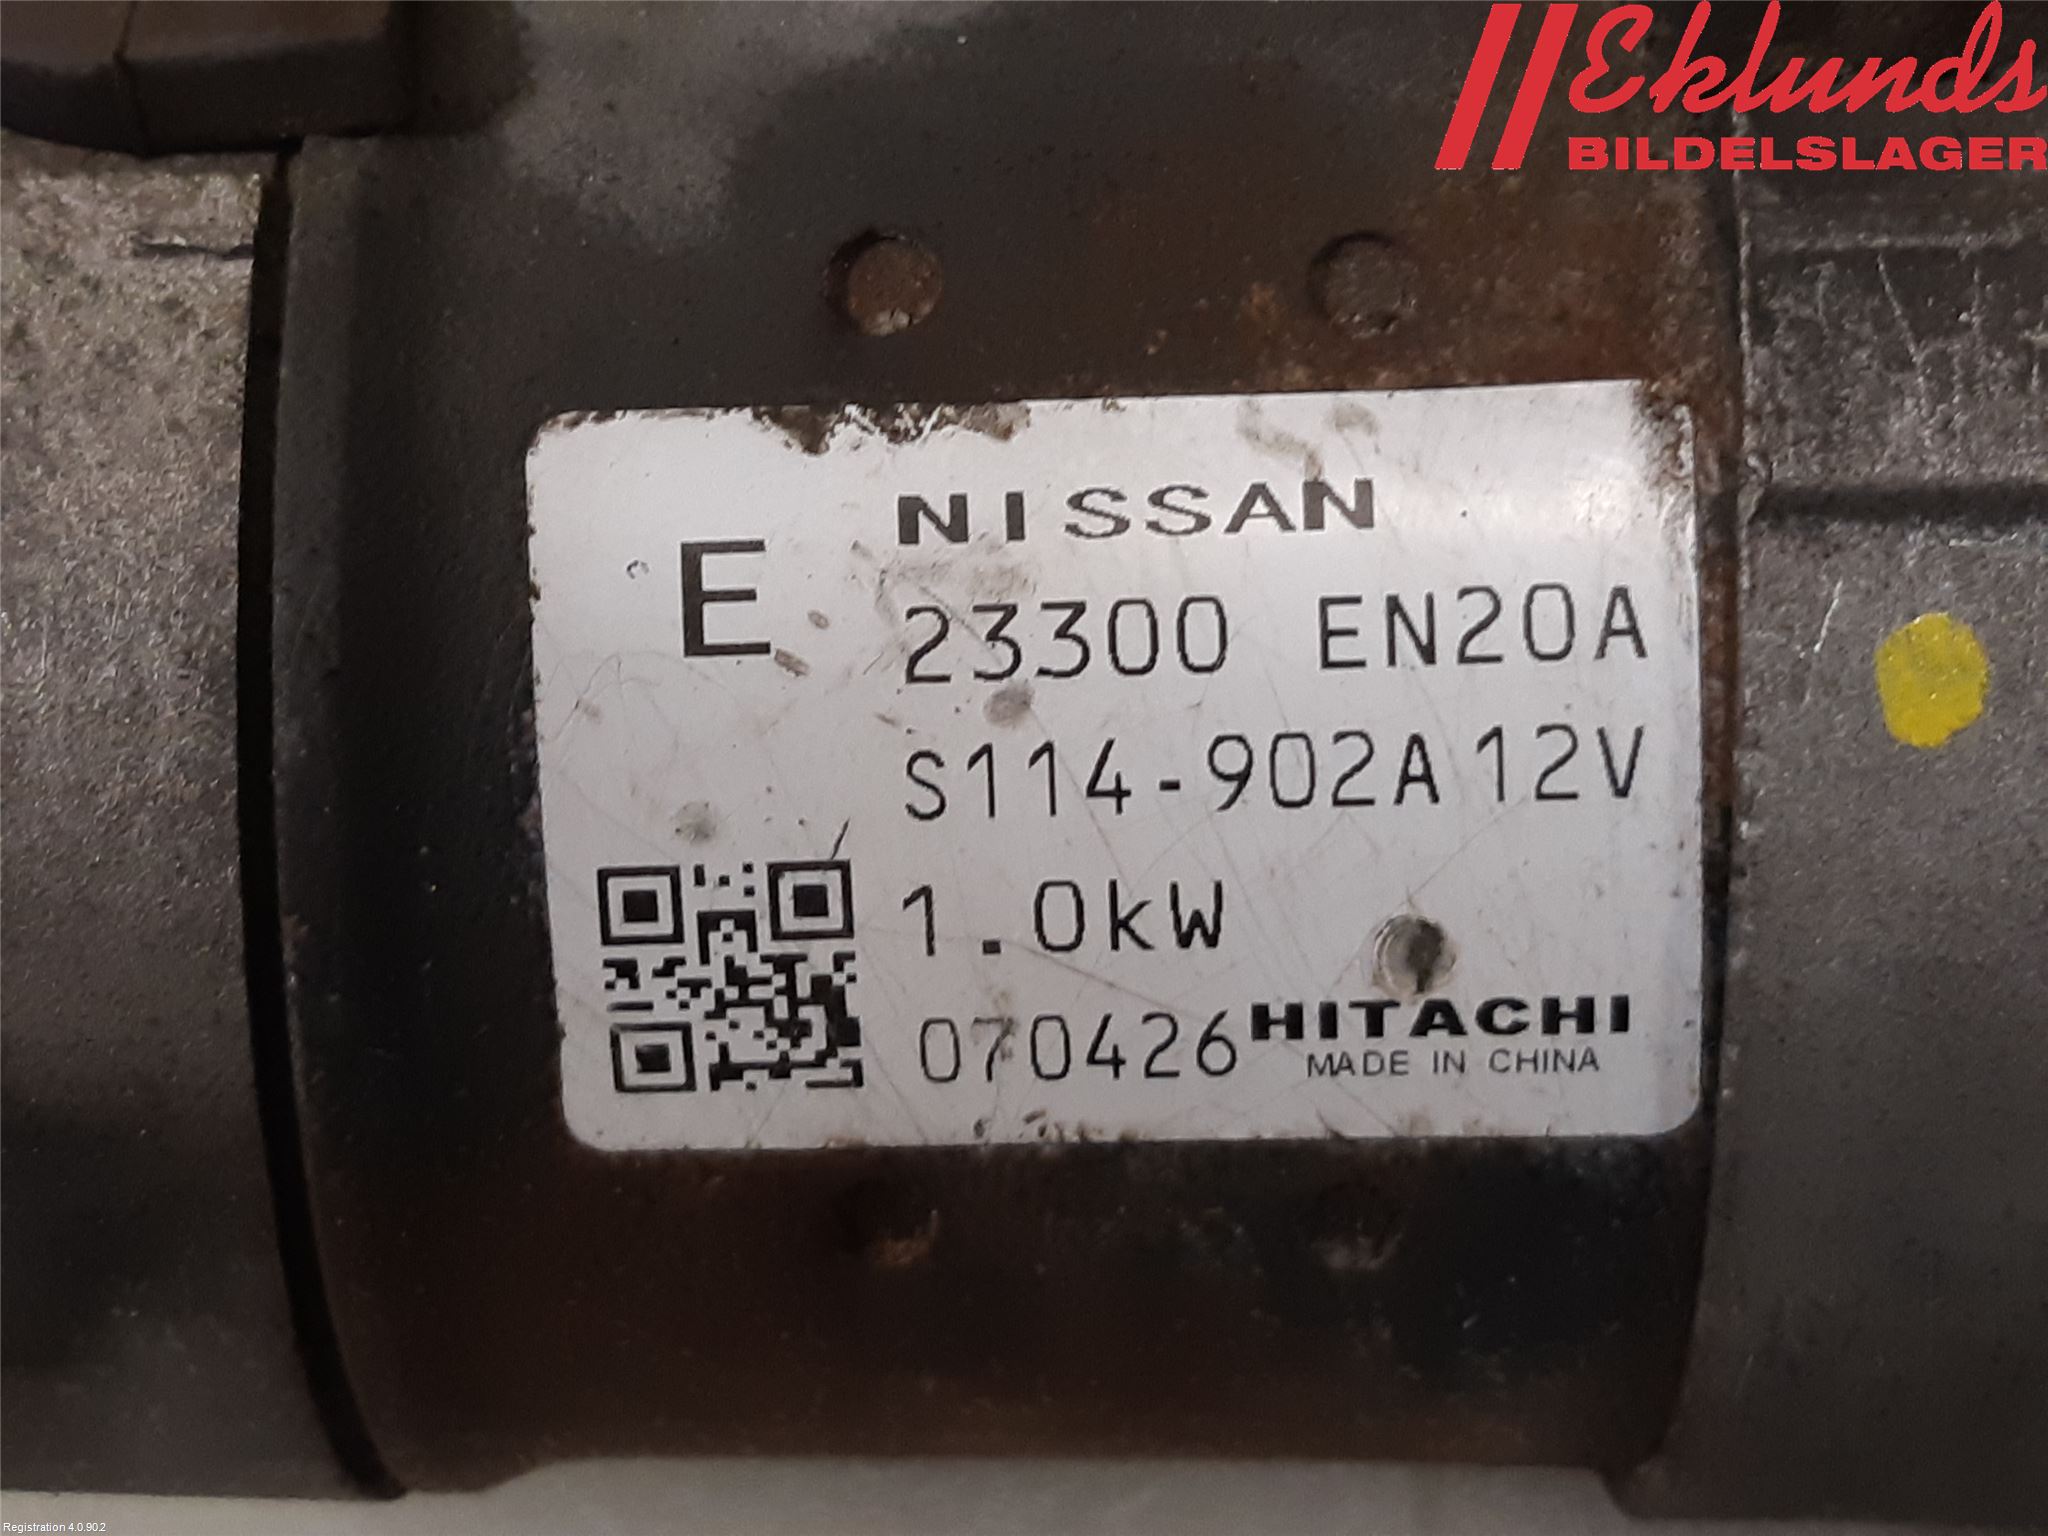 Eklunds
BILDELSLAGER
NISSAN
E
23300 EN20A
S114-902A 12V
1.0kW
070426 HITACHI
MADE IN CHINA
Registration 4.0.902